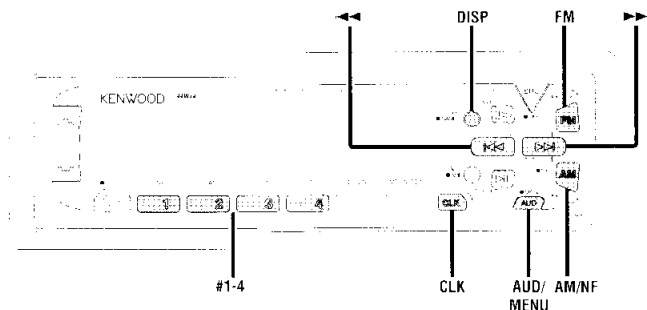 ◄◄ DISP FM ►►
KENWOOD
FM
AM
1 2 3 4
CLK AUD
#1-4 CLK AUD/ AM/NF
MENU